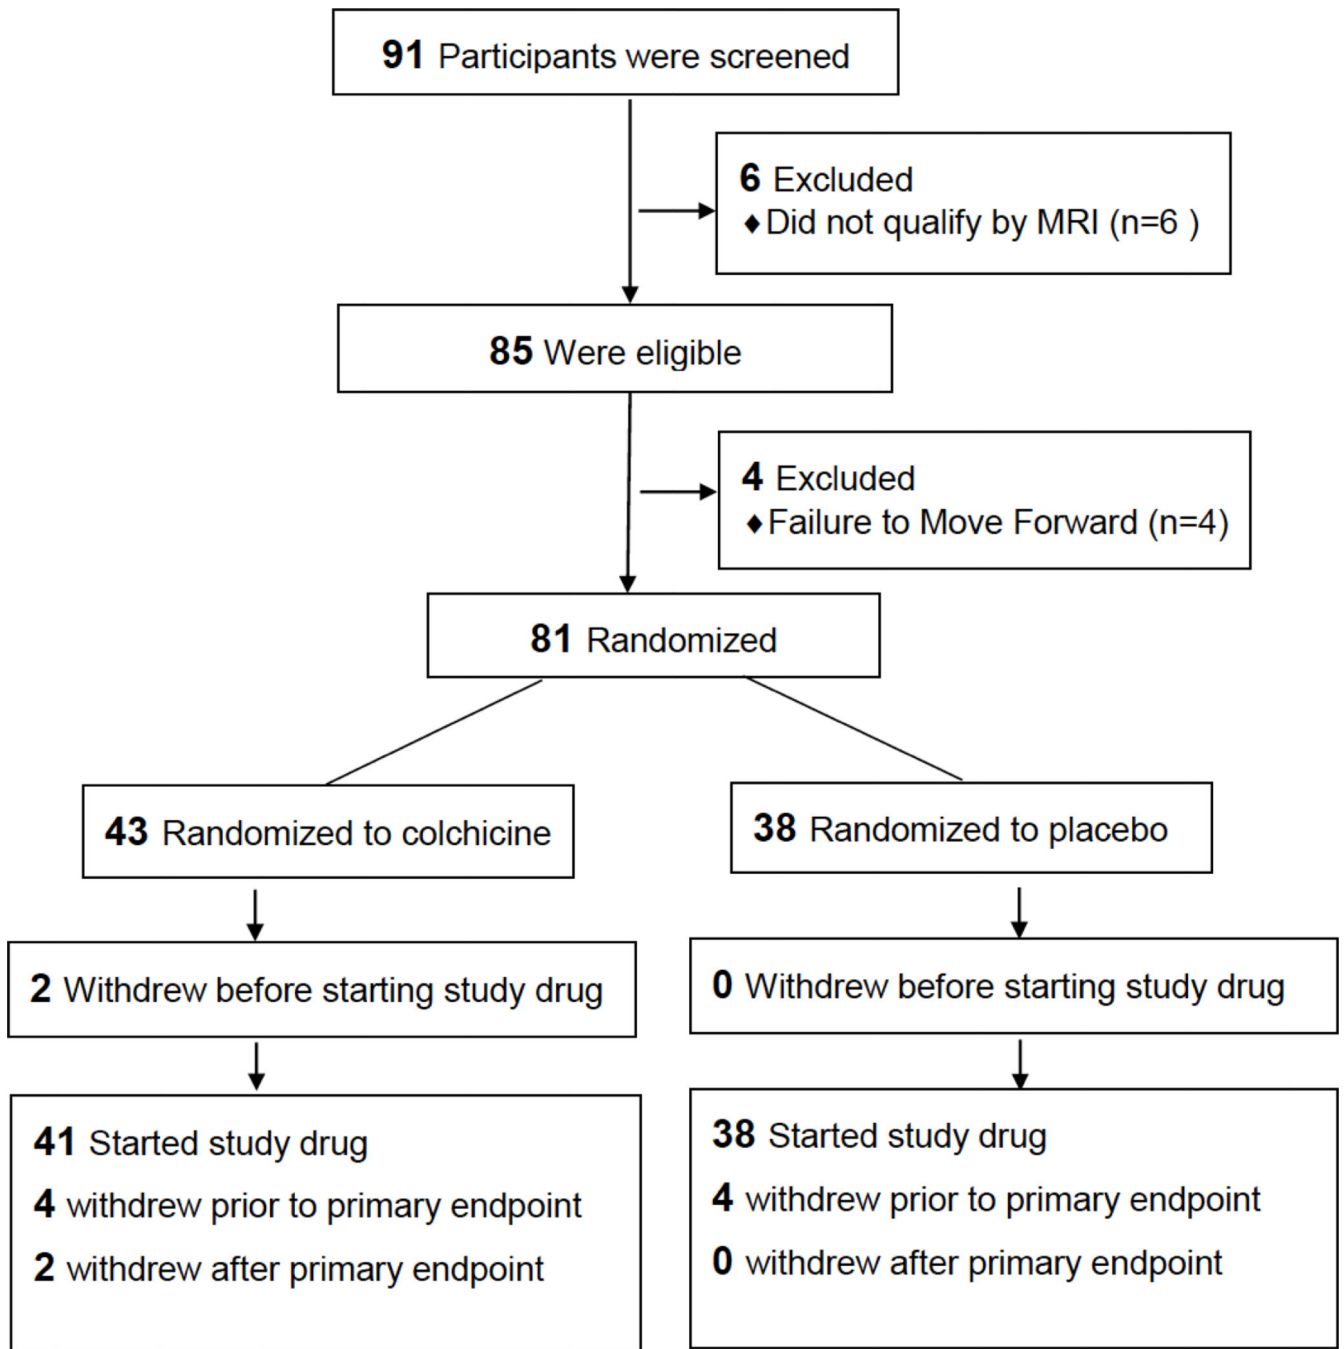 91 Participants were screened
6 Excluded
♦Did not qualify by MRI (n=6 )
85 Were eligible
4 Excluded
♦Failure to Move Forward (n=4)
81 Randomized
43 Randomized to colchicine
38 Randomized to placebo
2 Withdrew before starting study drug
0 Withdrew before starting study drug
41 Started study drug
4 withdrew prior to primary endpoint
2 withdrew after primary endpoint
38 Started study drug
4 withdrew prior to primary endpoint
0 withdrew after primary endpoint